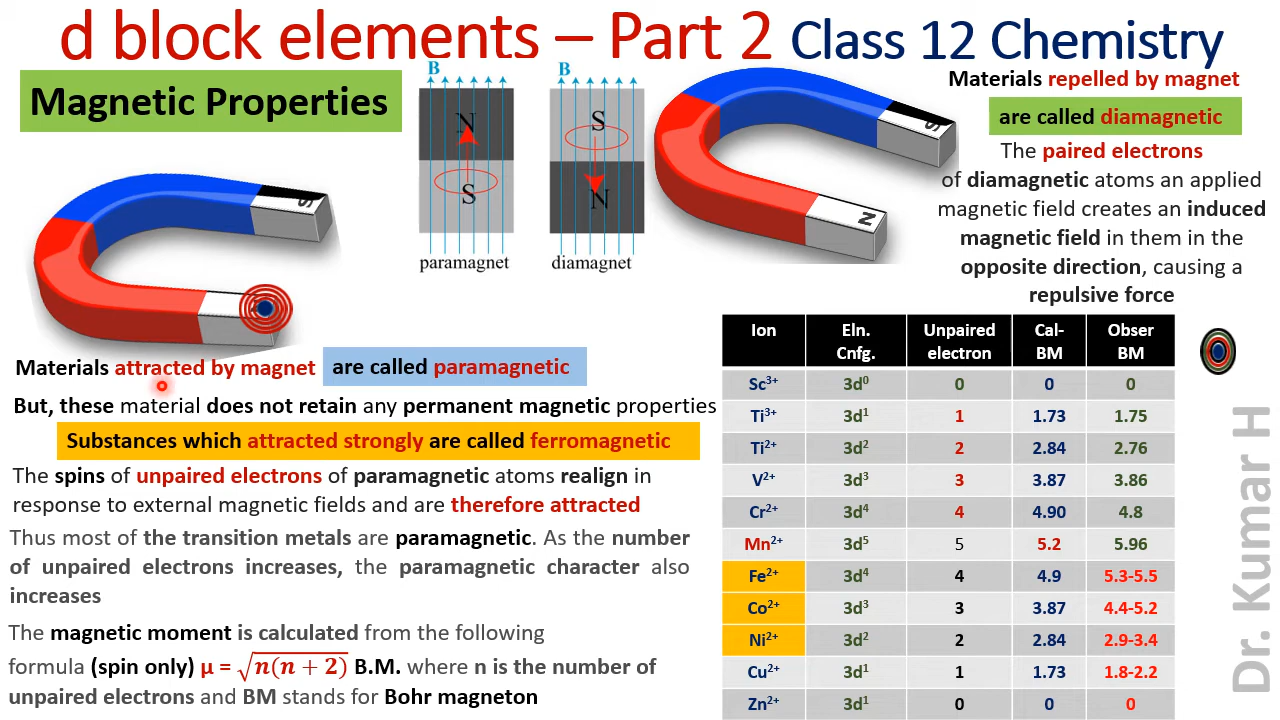 d block elements – Part 2 Class 12 Chemistry
Magnetic Properties
B
N
S
paramagnet
B
S
N
diamagnet
S
N
S
Materials repelled by magnet
are called diamagnetic
The paired electrons
of diamagnetic atoms an applied
magnetic field creates an induced
magnetic field in them in the
opposite direction, causing a
repulsive force
Materials attracted by magnet are called paramagnetic
But, these material does not retain any permanent magnetic properties
Substances which attracted strongly are called ferromagnetic
The spins of unpaired electrons of paramagnetic atoms realign in
response to external magnetic fields and are therefore attracted
Thus most of the transition metals are paramagnetic. As the number
of unpaired electrons increases, the paramagnetic character also
increases
The magnetic moment is calculated from the following
formula (spin only) μ = √n(n + 2) B.M. where n is the number of
unpaired electrons and BM stands for Bohr magneton
Ion Eln. Cnfg. Unpaired electron Cal-BM Obser BM
Sc³⁺ 3d⁰ 0 0 0
Ti³⁺ 3d¹ 1 1.73 1.75
Ti²⁺ 3d² 2 2.84 2.76
V²⁺ 3d³ 3 3.87 3.86
Cr²⁺ 3d⁴ 4 4.90 4.8
Mn²⁺ 3d⁵ 5 5.2 5.96
Fe²⁺ 3d⁴ 4 4.9 5.3-5.5
Co²⁺ 3d³ 3 3.87 4.4-5.2
Ni²⁺ 3d² 2 2.84 2.9-3.4
Cu²⁺ 3d¹ 1 1.73 1.8-2.2
Zn²⁺ 3d¹ 0 0 0
Dr. Kumar H